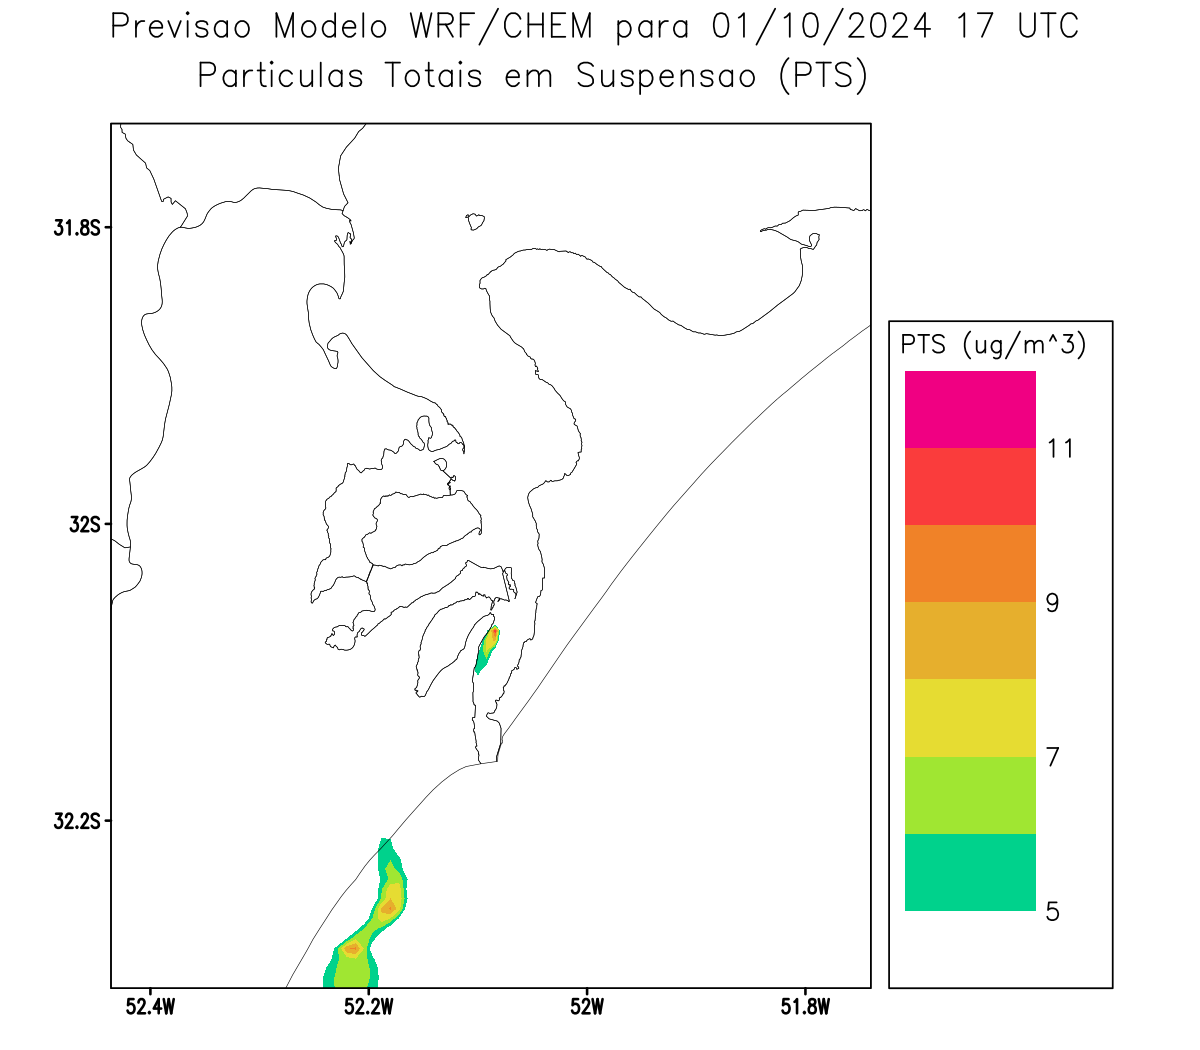 Previsao Modelo WRF/CHEM para 01/10/2024 17 UTC
Particulas Totais em Suspensao (PTS)
31.8S
32S
32.2S
52.4W
52.2W
52W
51.8W
PTS (ug/m^3)
11
9
7
5